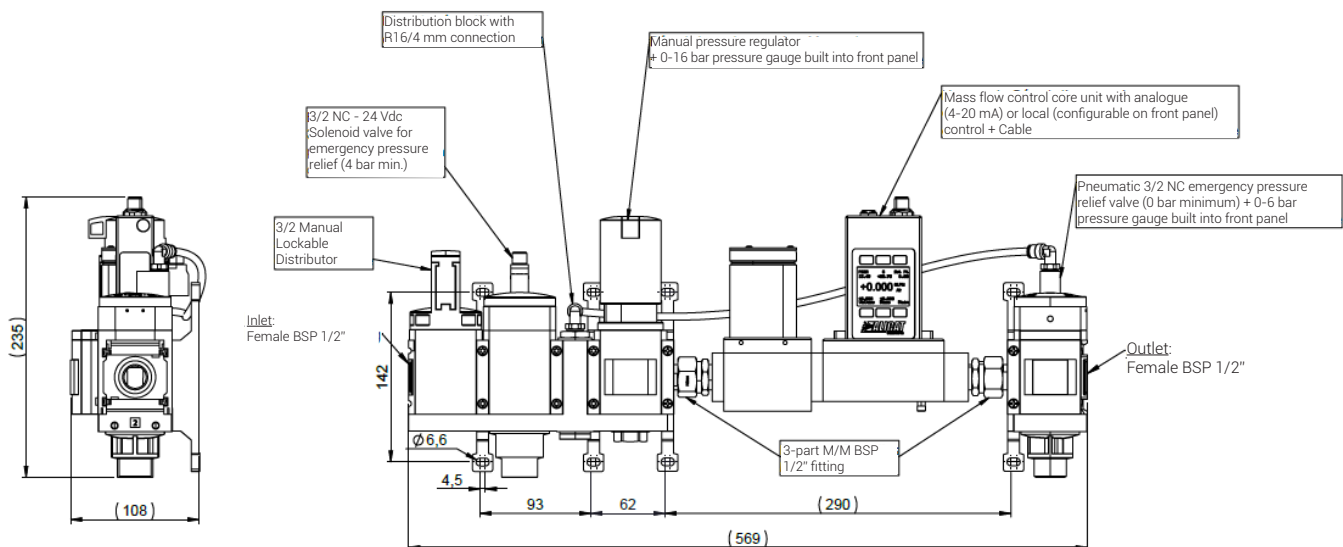 Distribution block with
R16/4 mm connection
Manual pressure regulator
+ 0-16 bar pressure gauge built into front panel
Mass flow control core unit with analogue
(4-20 mA) or local (configurable on front panel)
control + Cable
3/2 NC - 24 Vdc
Solenoid valve for
emergency pressure
relief (4 bar min.)
Pneumatic 3/2 NC emergency pressure
relief valve (0 bar minimum) + 0-6 bar
pressure gauge built into front panel
3/2 Manual
Lockable
Distributor
Inlet:
Female BSP 1/2"
+0.000
ALICAT
Outlet:
Female BSP 1/2"
(235)
142
2
Ø6,6
4,5
3-part M/M BSP
1/2" fitting
(108)
93
62
(290)
(569)